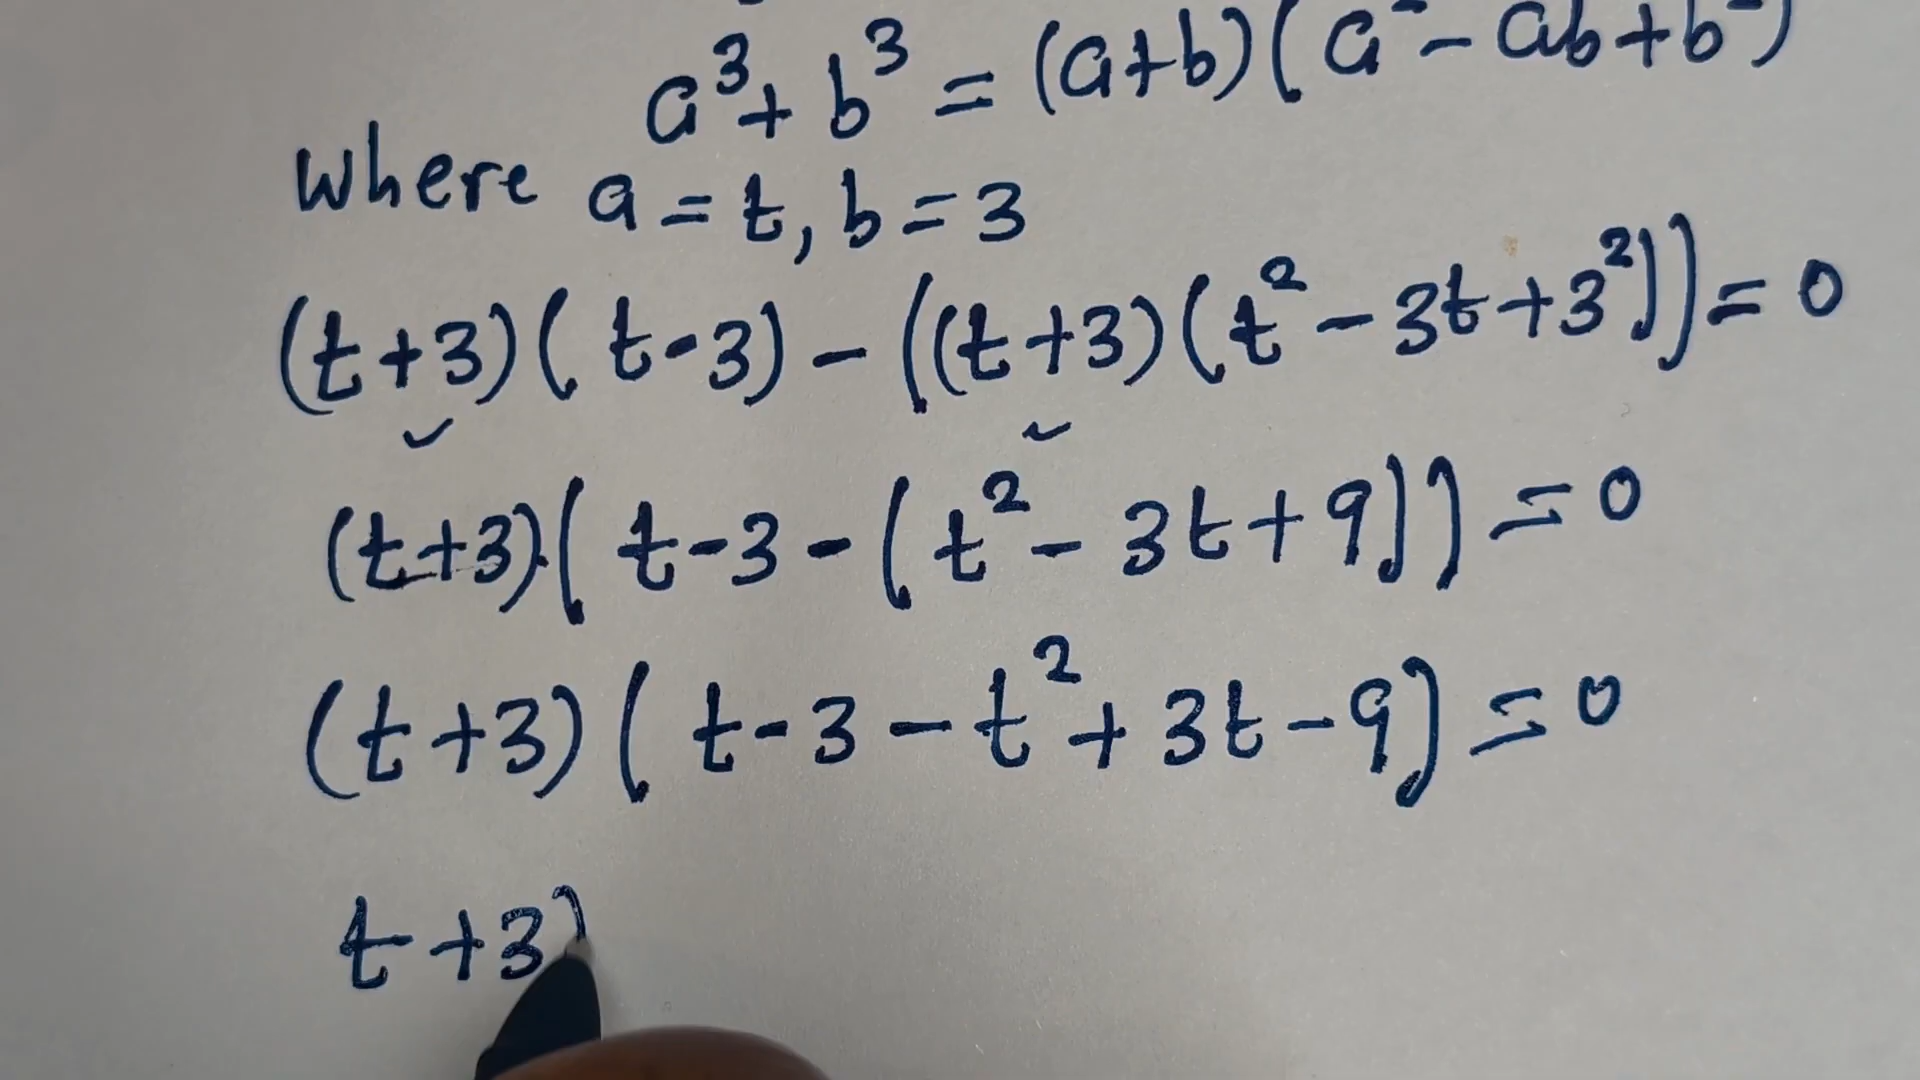 a³ + b³ = (a+b)(a² - ab + b²)
where a = t, b = 3
(t+3)(t-3) - ((t+3)(t² - 3t + 3²)) = 0
(t+3)(t-3-(t² - 3t + 9)) = 0
(t+3)(t-3-t² + 3t - 9) = 0
t+3)